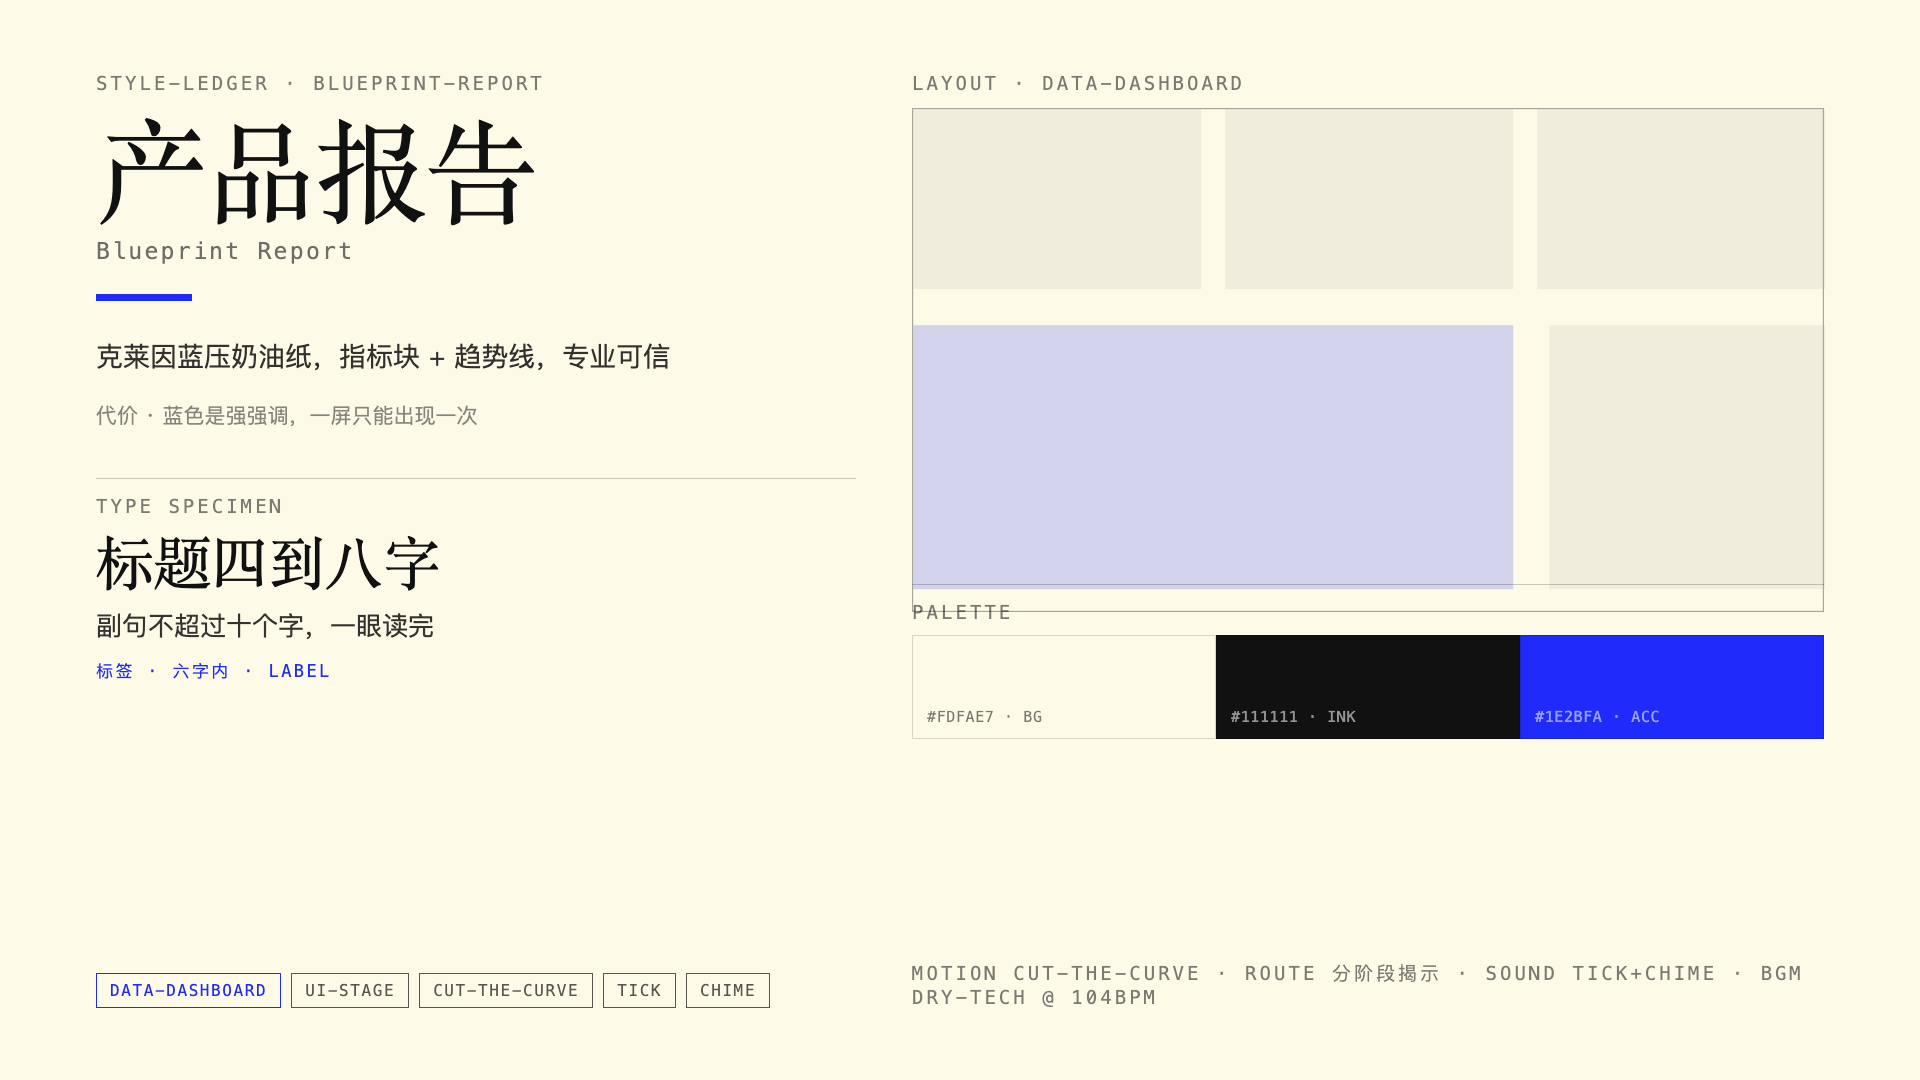 STYLE-LEDGER · BLUEPRINT-REPORT
产品报告
Blueprint Report
克莱因蓝压奶油纸，指标块 + 趋势线，专业可信
代价 · 蓝色是强强调，一屏只能出现一次
TYPE SPECIMEN
标题四到八字
副句不超过十个字，一眼读完
标签 · 六字内 · LABEL
DATA-DASHBOARD
UI-STAGE
CUT-THE-CURVE
TICK
CHIME
LAYOUT · DATA-DASHBOARD
PALETTE
#FDFAE7 · BG
#111111 · INK
#1E2BFA · ACC
MOTION CUT-THE-CURVE · ROUTE 分阶段揭示 · SOUND TICK+CHIME · BGM
DRY-TECH @ 104BPM